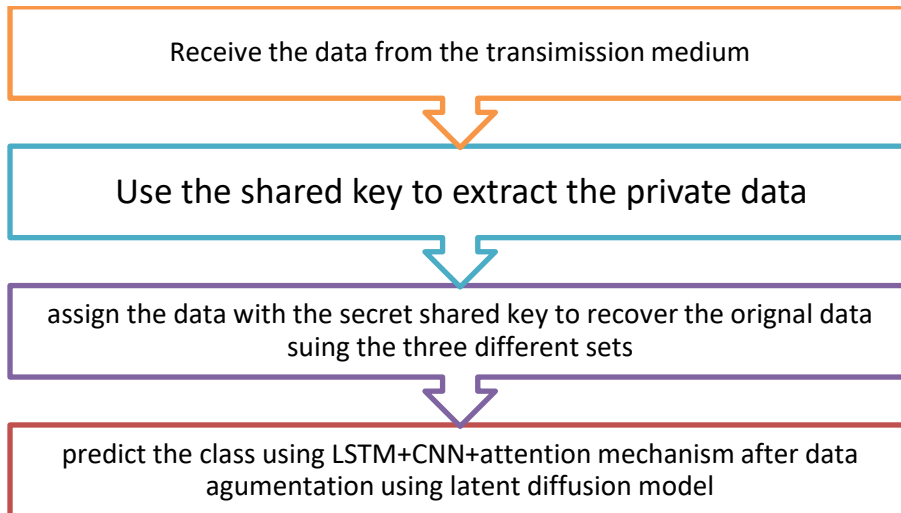 Receive the data from the transimission medium
Use the shared key to extract the private data
assign the data with the secret shared key to recover the orignal data
suing the three different sets
predict the class using LSTM+CNN+attention mechanism after data
agumentation using latent diffusion model